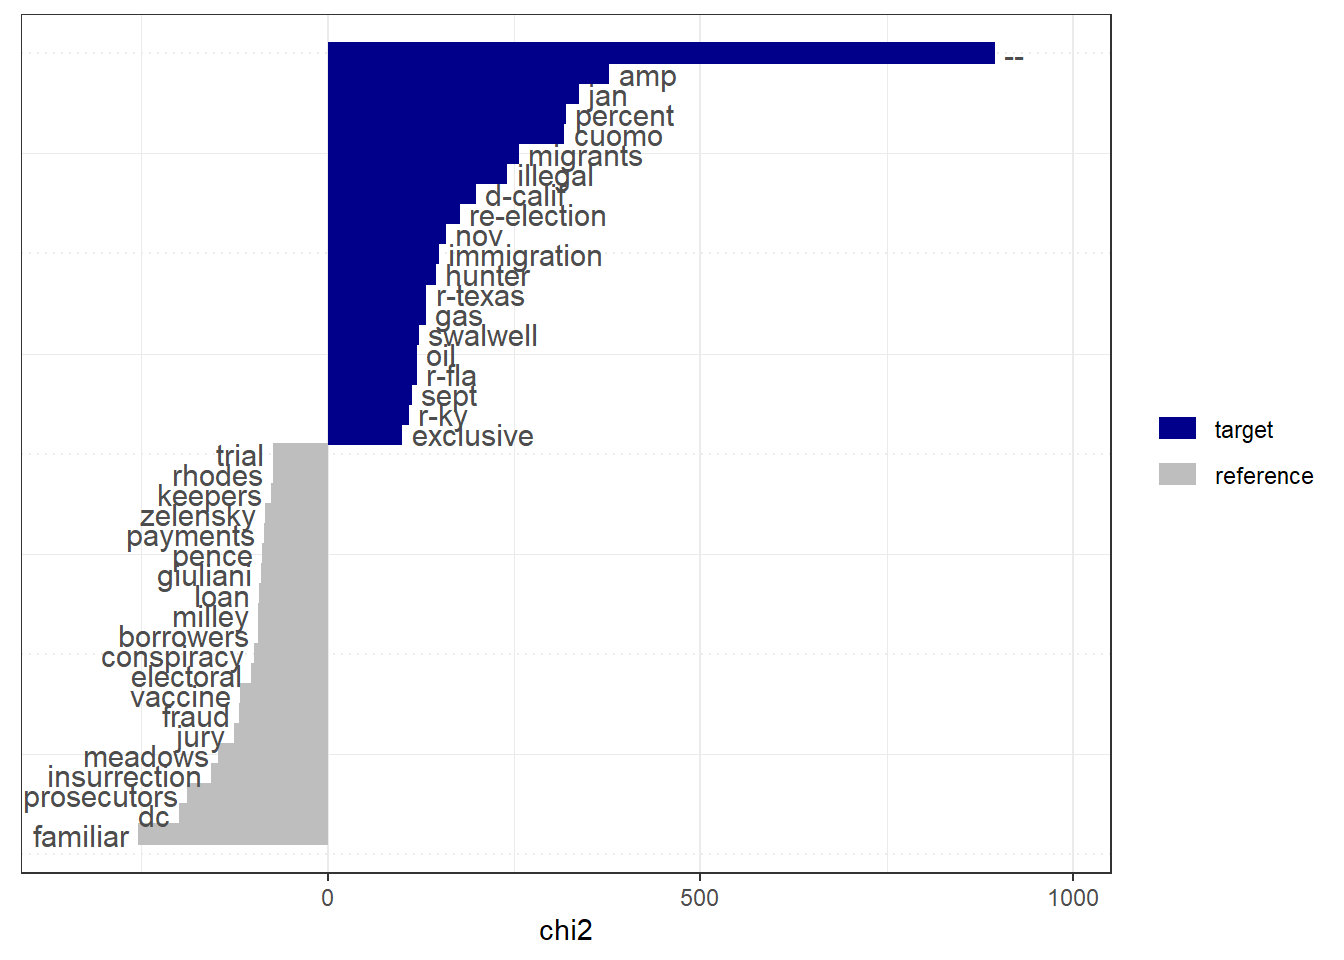 --
amp
jan
percent
cuomo
migrants
illegal
d-calif
re-election
nov
immigration
hunter
r-texas
gas
swalwell
oil
r-fla
sept
r-ky
exclusive
trial
rhodes
keepers
zelensky
payments
pence
giuliani
loan
milley
borrowers
conspiracy
electoral
vaccine
fraud
jury
meadows
insurrection
prosecutors
dc
familiar
0 500 1000
chi2
target
reference